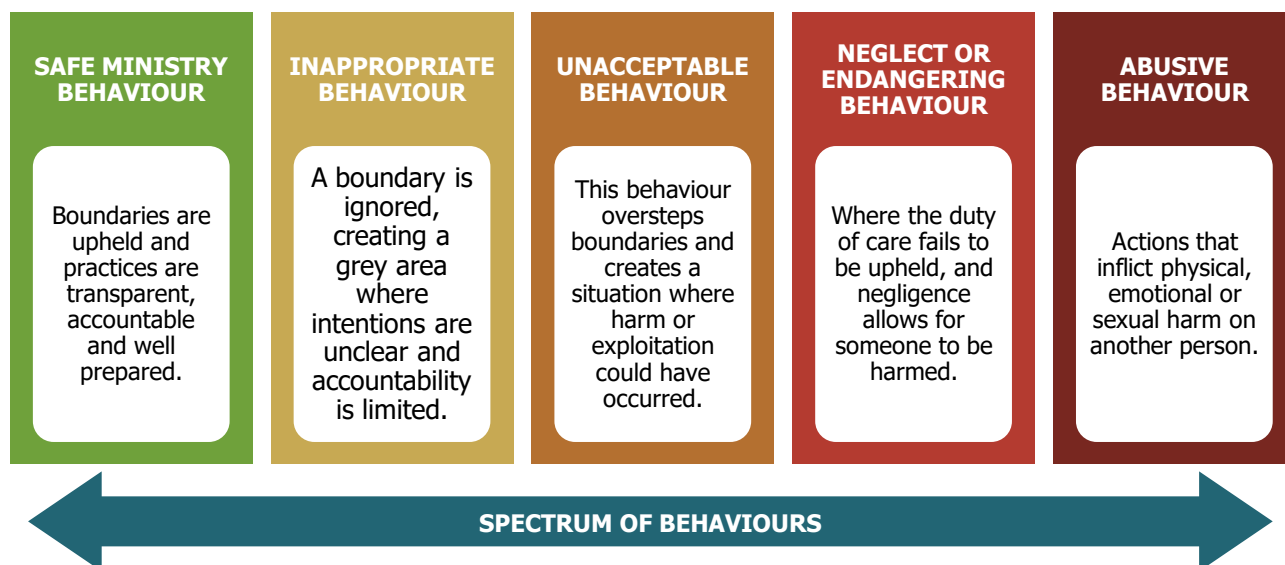 SAFE MINISTRY
BEHAVIOUR
Boundaries are
upheld and
practices are
transparent,
accountable
and well
prepared.
INAPPROPRIATE
BEHAVIOUR
A boundary is
ignored,
creating a
grey area
where
intentions are
unclear and
accountability
is limited.
UNACCEPTABLE
BEHAVIOUR
This behaviour
oversteps
boundaries and
creates a
situation where
harm or
exploitation
could have
occurred.
NEGLECT OR
ENDANGERING
BEHAVIOUR
Where the duty
of care fails to
be upheld, and
negligence
allows for
someone to be
harmed.
ABUSIVE
BEHAVIOUR
Actions that
inflict physical,
emotional or
sexual harm on
another person.
SPECTRUM OF BEHAVIOURS